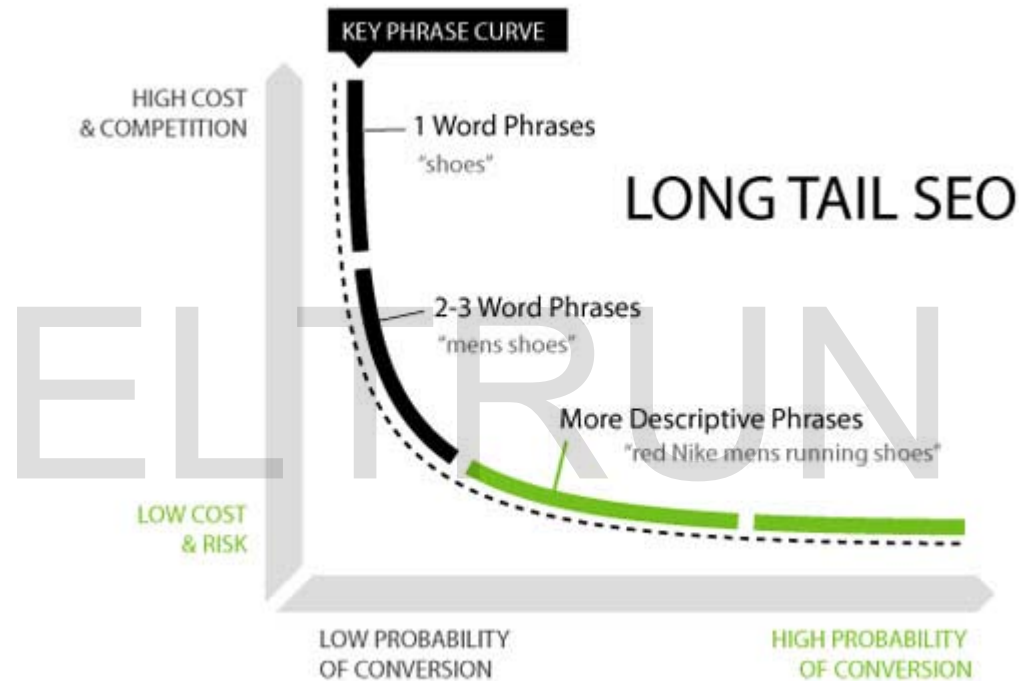 KEY PHRASE CURVE
HIGH COST
& COMPETITION
1 Word Phrases
"shoes"
LONG TAIL SEO
2-3 Word Phrases
"mens shoes"
ELTRUN
More Descriptive Phrases
"red Nike mens running shoes"
LOW COST
& RISK
LOW PROBABILITY
OF CONVERSION
HIGH PROBABILITY
OF CONVERSION